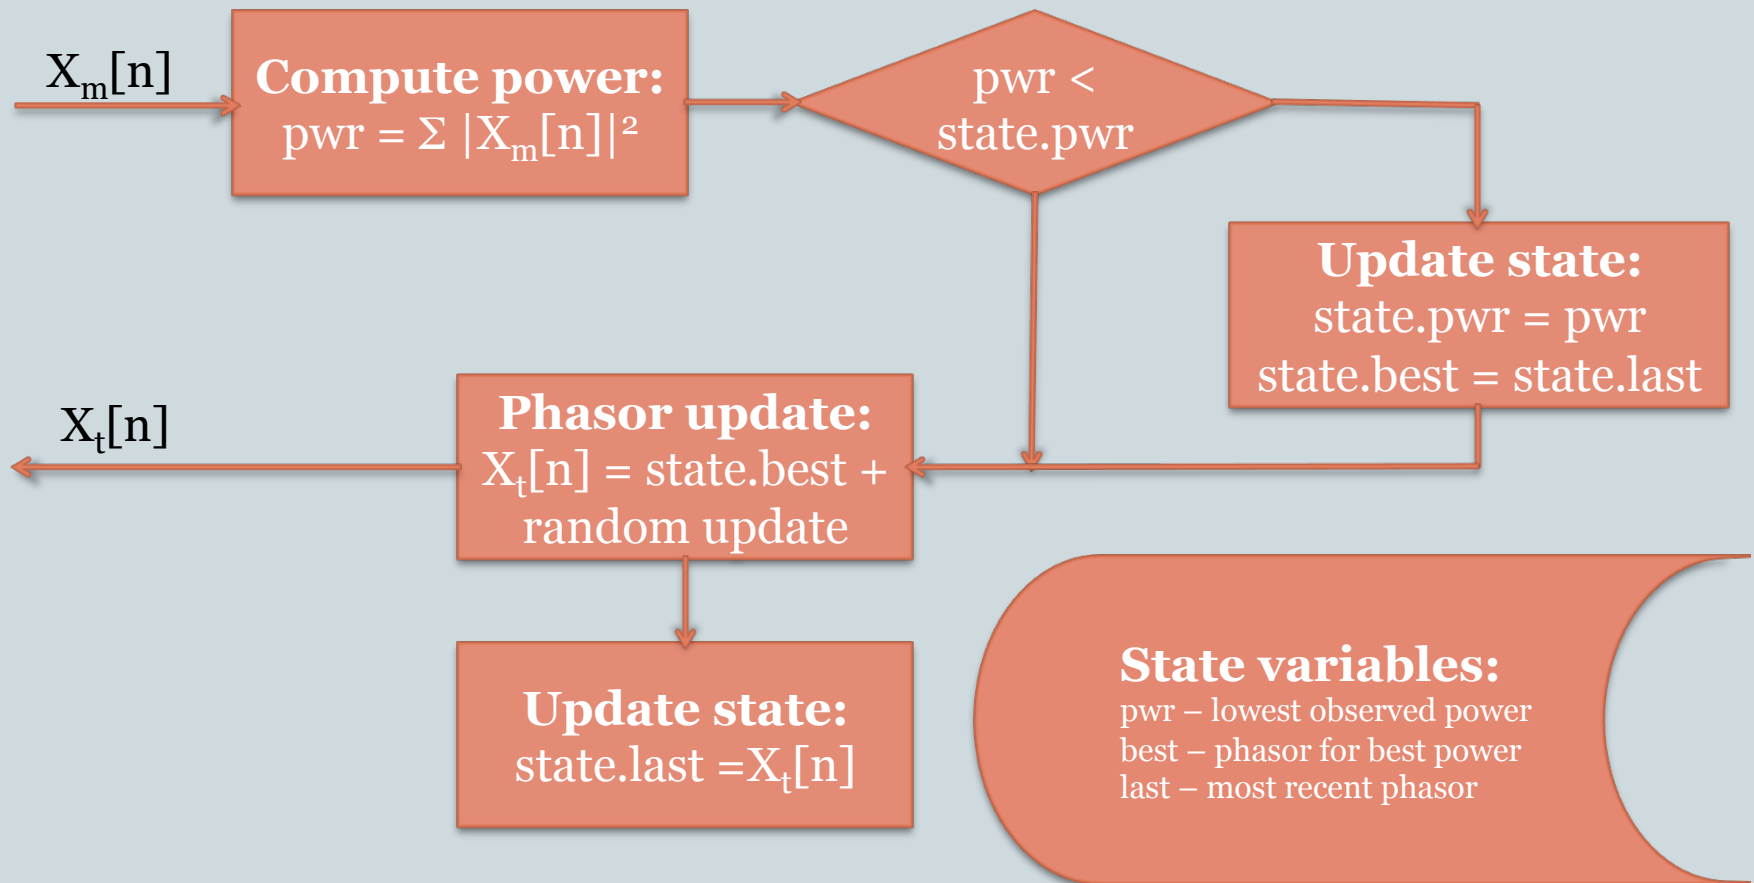 Xₘ[n]
Compute power:
pwr = Σ |Xₘ[n]|²
pwr <
state.pwr
Update state:
state.pwr = pwr
state.best = state.last
Xₜ[n]
Phasor update:
Xₜ[n] = state.best +
random update
Update state:
state.last =Xₜ[n]
State variables:
pwr – lowest observed power
best – phasor for best power
last – most recent phasor